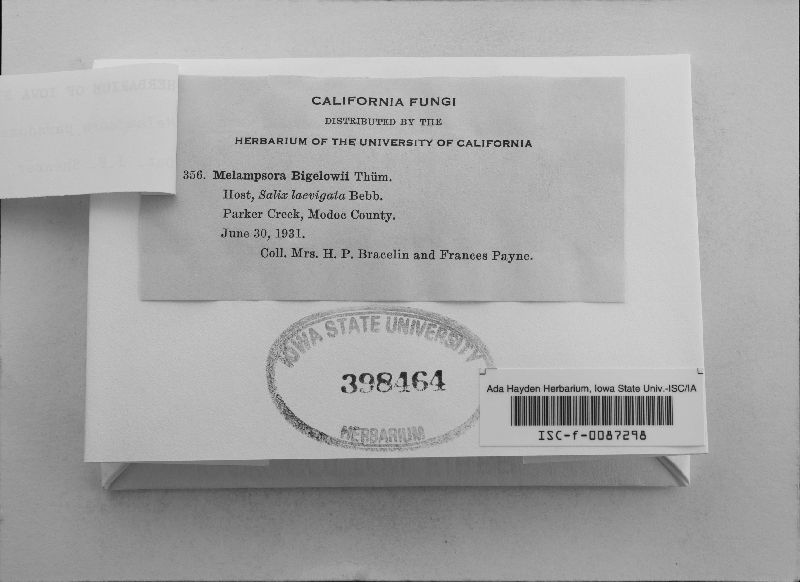 CALIFORNIA FUNGI
DISTRIBUTED BY THE
HERBARIUM OF THE UNIVERSITY OF CALIFORNIA
356. Melampsora Bigelowii Thüm.
Host, Salix laevigata Bebb.
Parker Creek, Modoc County.
June 30, 1931.
Coll. Mrs. H. P. Bracelin and Frances Payne.
IOWA STATE UNIVERSITY
398464
HERBARIUM
Ada Hayden Herbarium, Iowa State Univ.-ISC/IA
ISC-f-0087298